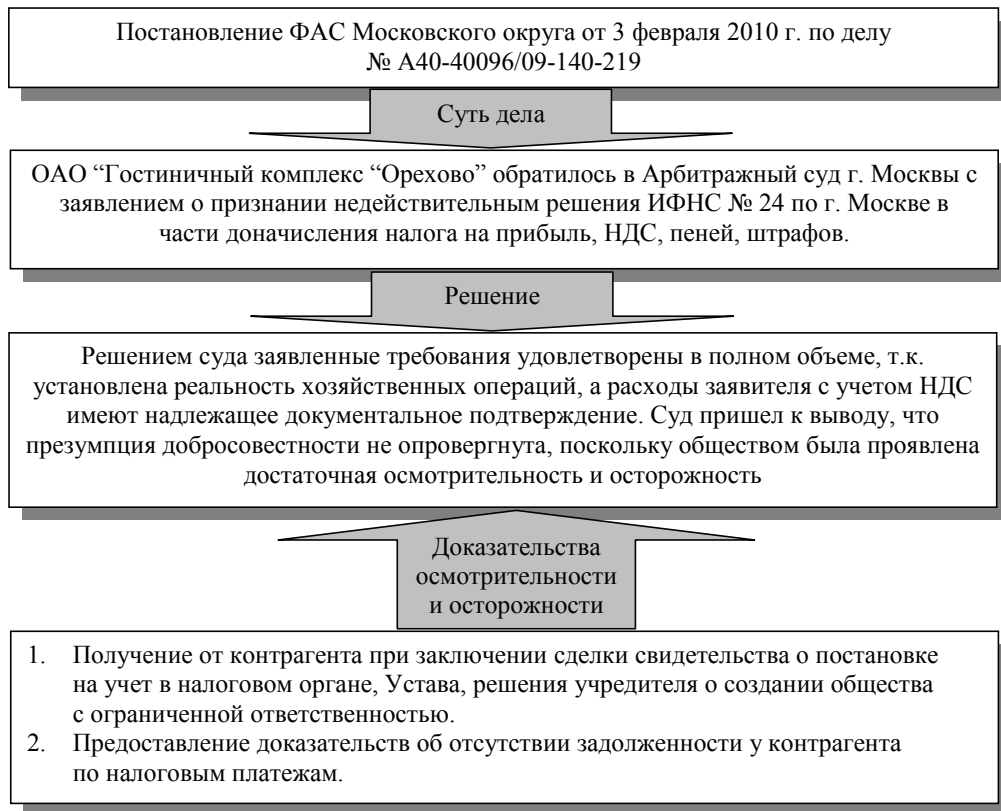 Постановление ФАС Московского округа от 3 февраля 2010 г. по делу
№ А40-40096/09-140-219
Суть дела
ОАО “Гостиничный комплекс “Орехово” обратилось в Арбитражный суд г. Москвы с
заявлением о признании недействительным решения ИФНС № 24 по г. Москве в
части доначисления налога на прибыль, НДС, пеней, штрафов.
Решение
Решением суда заявленные требования удовлетворены в полном объеме, т.к.
установлена реальность хозяйственных операций, а расходы заявителя с учетом НДС
имеют надлежащее документальное подтверждение. Суд пришел к выводу, что
презумпция добросовестности не опровергнута, поскольку обществом была проявлена
достаточная осмотрительность и осторожность
Доказательства
осмотрительности
и осторожности
1. Получение от контрагента при заключении сделки свидетельства о постановке
на учет в налоговом органе, Устава, решения учредителя о создании общества
с ограниченной ответственностью.
2. Предоставление доказательств об отсутствии задолженности у контрагента
по налоговым платежам.